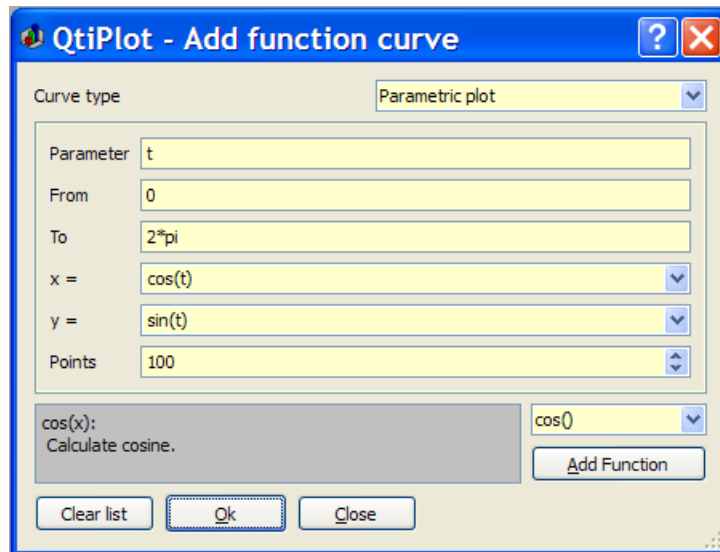 QtiPlot - Add function curve
Curve type Parametric plot
Parameter t
From 0
To 2*pi
x = cos(t)
y = sin(t)
Points 100
cos(x):
Calculate cosine.
cos()
Add Function
Clear list Ok Close